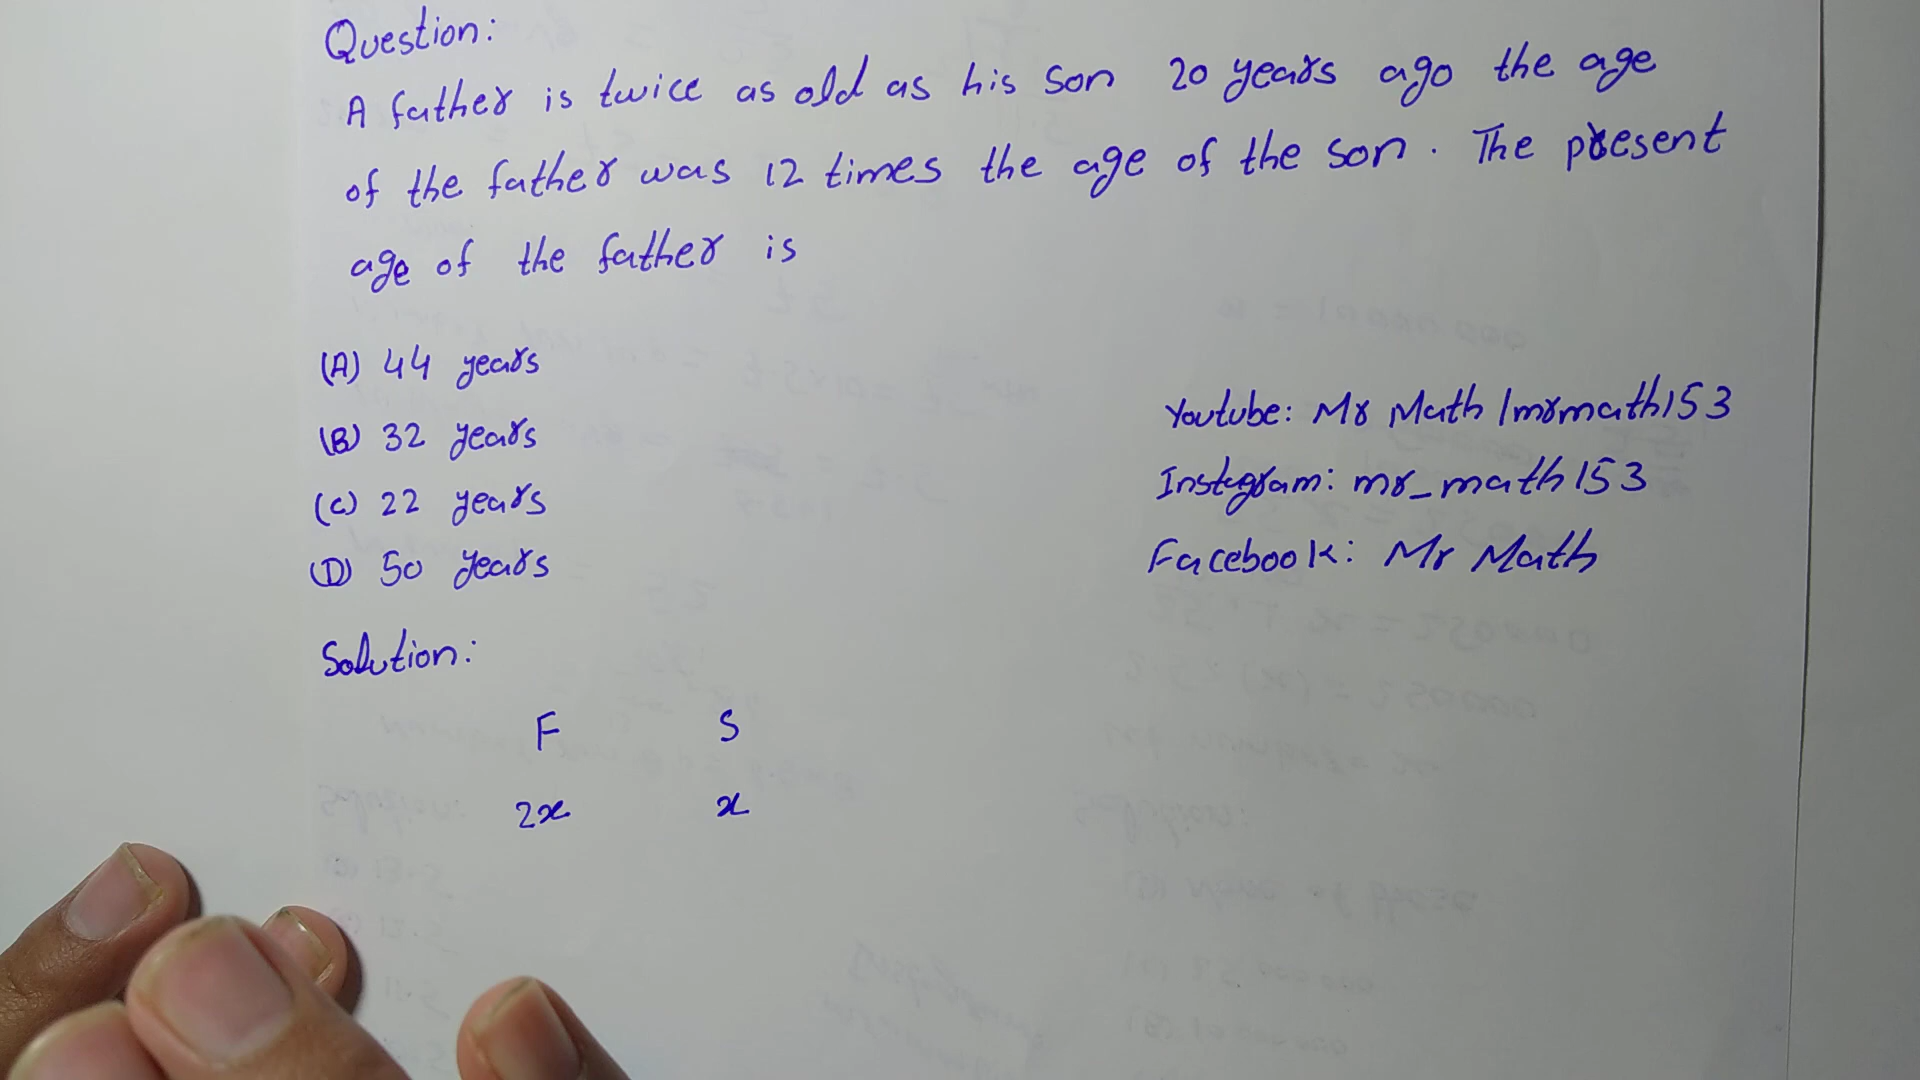 Question:
A father is twice as old as his son 20 years ago the age
of the father was 12 times the age of the son. The present
age of the father is
(A) 44 years
(B) 32 years
(C) 22 years
(D) 50 years
Youtube: Mr Math /mrmath153
Instagram: mr_math153
Facebook: Mr Math
Solution:
F S
2x x